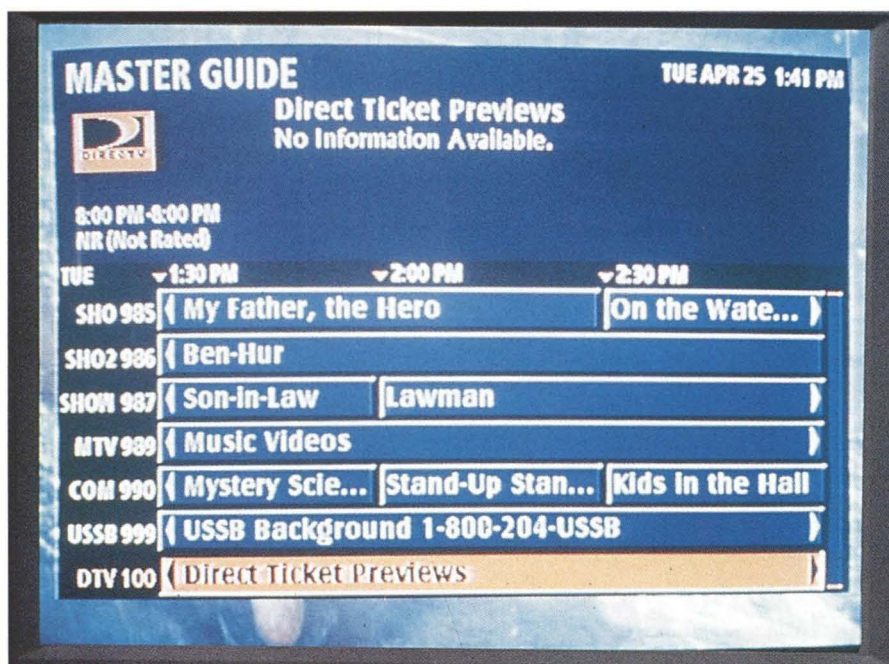 MASTER GUIDE
TUE APR 25 1:41 PM
Direct Ticket Previews
No Information Available.
DIRECTV
8:00 PM-8:00 PM
NR (Not Rated)
TUE 1:30 PM 2:00 PM 2:30 PM
SHO 985 My Father, the Hero On the Wate...
SHO2 986 Ben-Hur
SHOW 987 Son-in-Law Lawman
MTV 989 Music Videos
COM 990 Mystery Scie... Stand-Up Stan... Kids in the Hall
USSB 999 USSB Background 1-800-204-USSB
DTV 100 Direct Ticket Previews